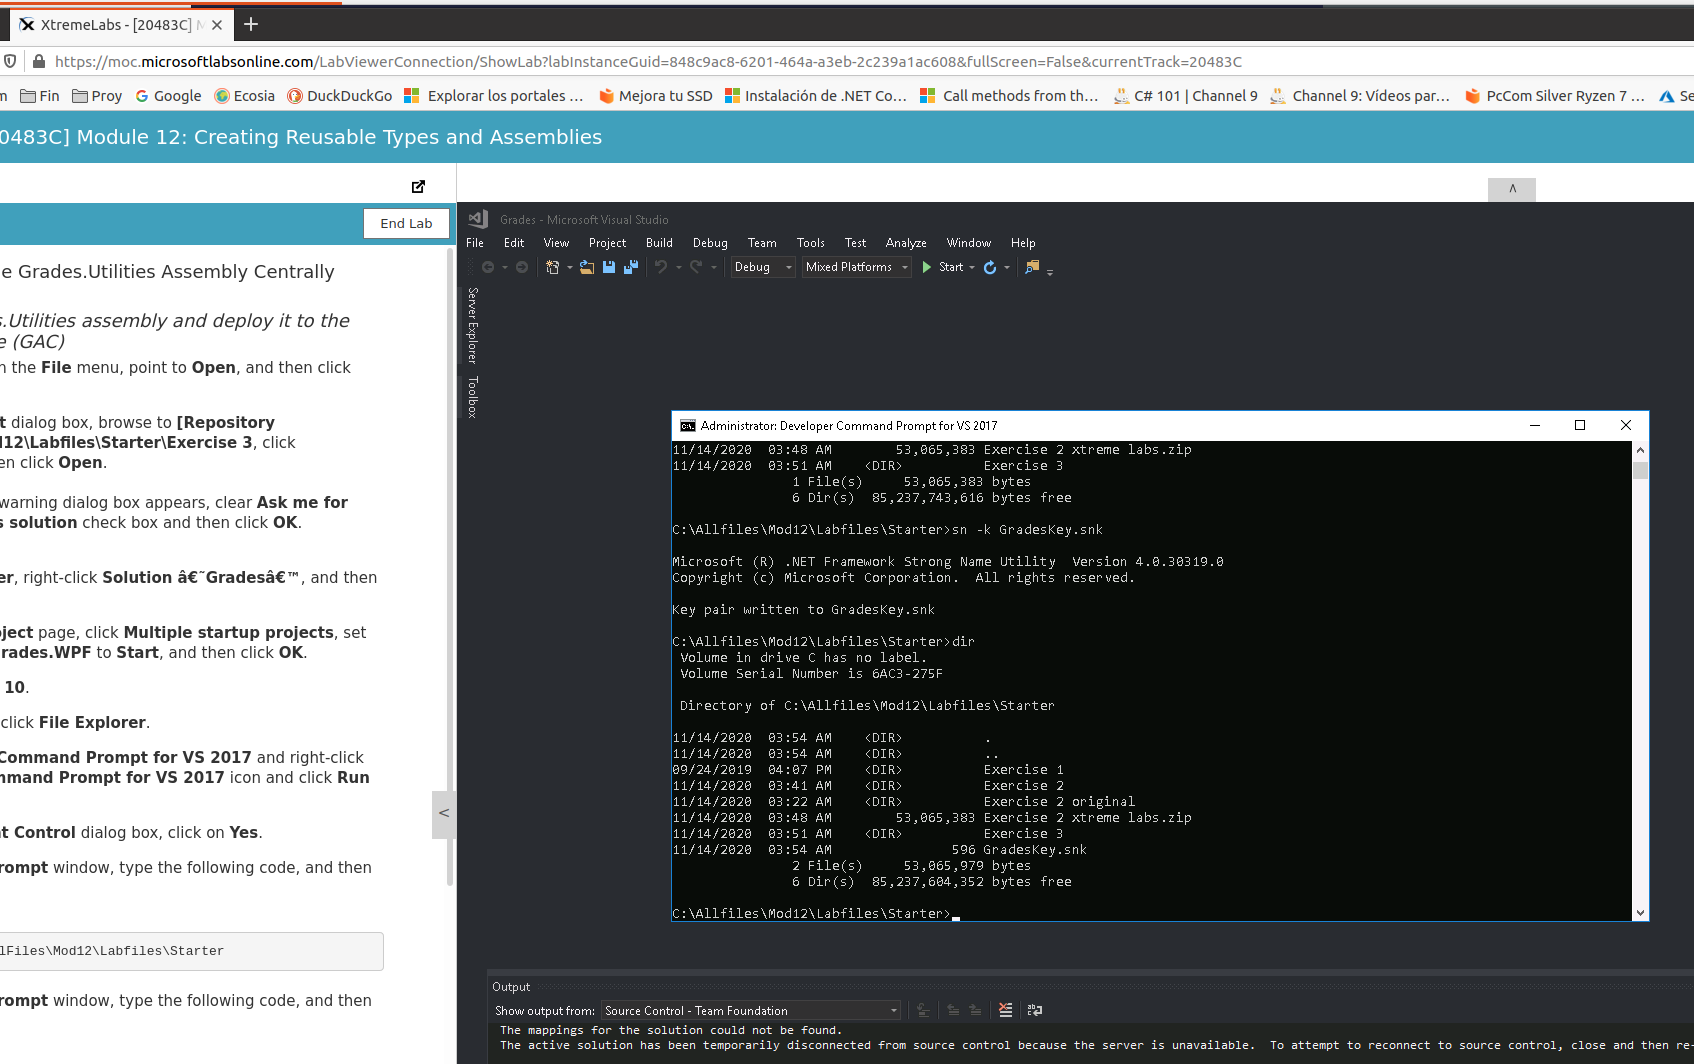 XtremeLabs - [20483C] M
https://moc.microsoftlabsonline.com/LabViewerConnection/ShowLab?labInstanceGuid=848c9ac8-6201-464a-a3eb-2c239a1ac608&fullScreen=False&currentTrack=20483C
m Fin Proy Google Ecosia DuckDuckGo Explorar los portales ... Mejora tu SSD Instalación de .NET Co... Call methods from th... C# 101 | Channel 9 Channel 9: Vídeos par... PcCom Silver Ryzen 7 ... Se
0483C] Module 12: Creating Reusable Types and Assemblies
End Lab
e Grades.Utilities Assembly Centrally
s.Utilities assembly and deploy it to the
e (GAC)
n the File menu, point to Open, and then click
t dialog box, browse to [Repository
d12\Labfiles\Starter\Exercise 3, click
en click Open.
warning dialog box appears, clear Ask me for
s solution check box and then click OK.
er, right-click Solution â€˜Gradesâ€™, and then
oject page, click Multiple startup projects, set
rades.WPF to Start, and then click OK.
10.
click File Explorer.
Command Prompt for VS 2017 and right-click
mmand Prompt for VS 2017 icon and click Run
nt Control dialog box, click on Yes.
rompt window, type the following code, and then
lFiles\Mod12\Labfiles\Starter
rompt window, type the following code, and then
<
^
Grades - Microsoft Visual Studio
File Edit View Project Build Debug Team Tools Test Analyze Window Help
Debug Mixed Platforms Start
Server Explorer
Toolbox
Administrator: Developer Command Prompt for VS 2017
11/14/2020 03:48 AM 53,065,383 Exercise 2 xtreme labs.zip
11/14/2020 03:51 AM <DIR> Exercise 3
1 File(s) 53,065,383 bytes
6 Dir(s) 85,237,743,616 bytes free
C:\Allfiles\Mod12\Labfiles\Starter>sn -k GradesKey.snk
Microsoft (R) .NET Framework Strong Name Utility Version 4.0.30319.0
Copyright (c) Microsoft Corporation. All rights reserved.
Key pair written to GradesKey.snk
C:\Allfiles\Mod12\Labfiles\Starter>dir
Volume in drive C has no label.
Volume Serial Number is 6AC3-275F
Directory of C:\Allfiles\Mod12\Labfiles\Starter
11/14/2020 03:54 AM <DIR> .
11/14/2020 03:54 AM <DIR> ..
09/24/2019 04:07 PM <DIR> Exercise 1
11/14/2020 03:41 AM <DIR> Exercise 2
11/14/2020 03:22 AM <DIR> Exercise 2 original
11/14/2020 03:48 AM 53,065,383 Exercise 2 xtreme labs.zip
11/14/2020 03:51 AM <DIR> Exercise 3
11/14/2020 03:54 AM 596 GradesKey.snk
2 File(s) 53,065,979 bytes
6 Dir(s) 85,237,604,352 bytes free
C:\Allfiles\Mod12\Labfiles\Starter>
Output
Show output from: Source Control - Team Foundation
The mappings for the solution could not be found.
The active solution has been temporarily disconnected from source control because the server is unavailable. To attempt to reconnect to source control, close and then re-